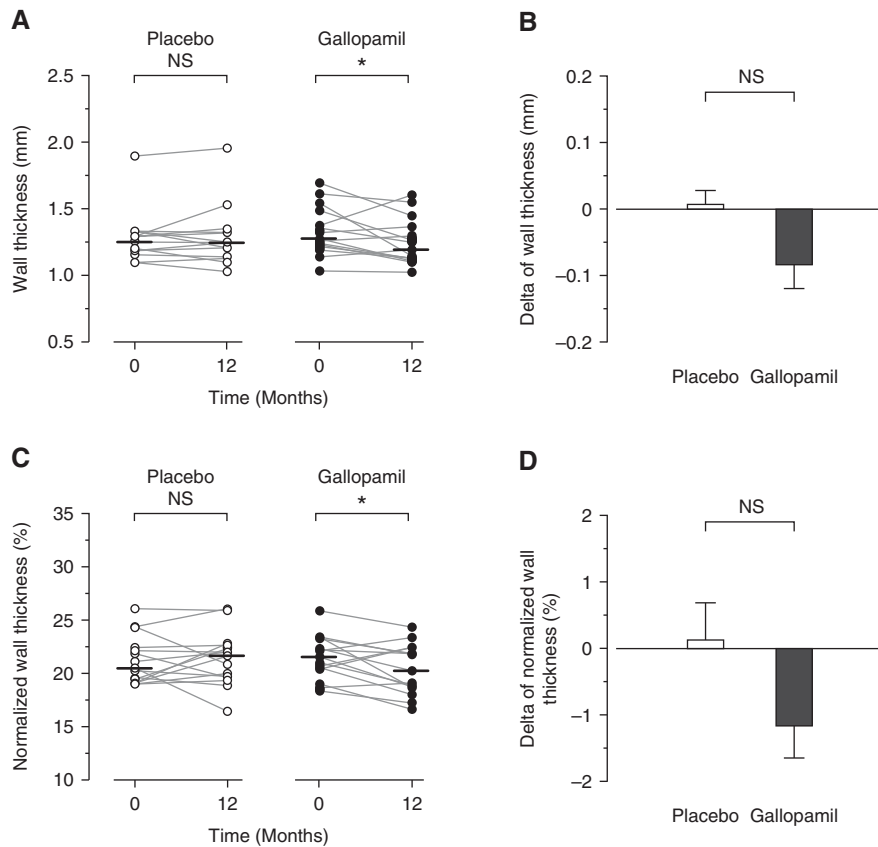 A
Placebo
NS
Gallopamil
*
Wall thickness (mm)
2.5
2.0
1.5
1.0
0.5
0
12
0
12
Time (Months)
B
NS
Delta of wall thickness (mm)
0.2
0.1
0
–0.1
–0.2
Placebo Gallopamil
C
Placebo
NS
Gallopamil
*
Normalized wall thickness (%)
35
30
25
20
15
10
0
12
0
12
Time (Months)
D
NS
Delta of normalized wall
thickness (%)
2
1
0
–1
–2
Placebo Gallopamil